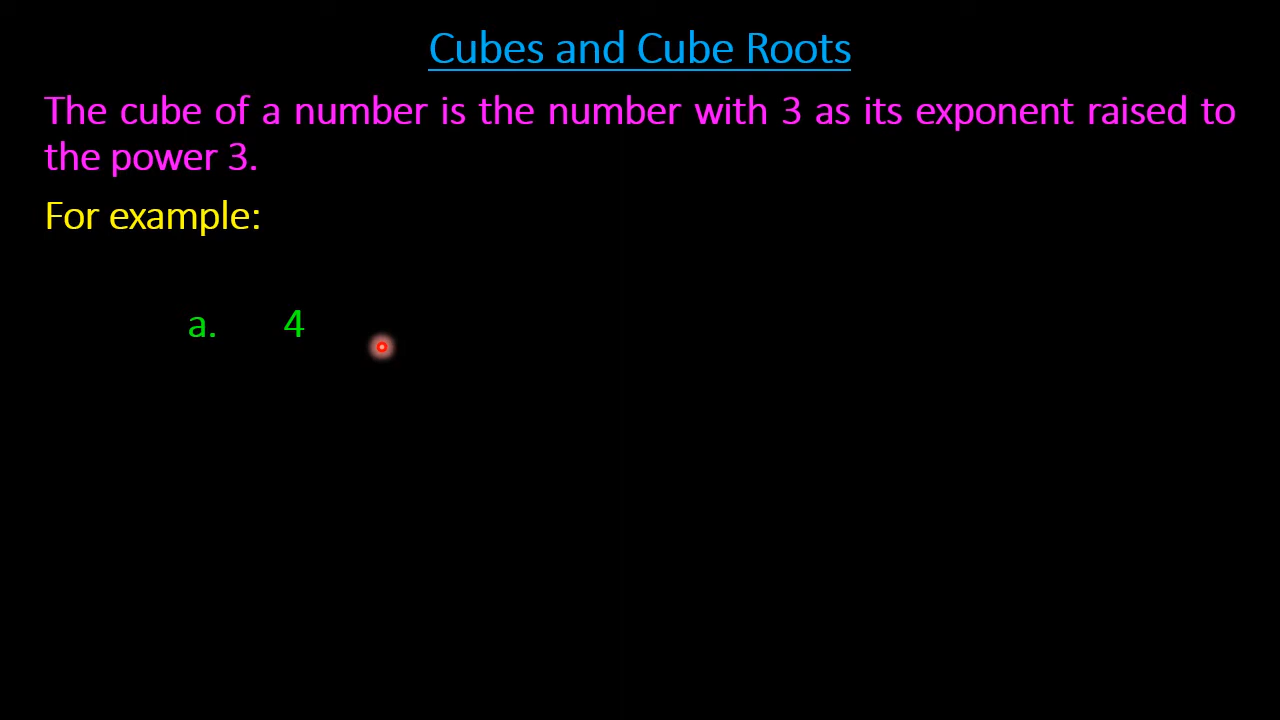 Cubes and Cube Roots
The cube of a number is the number with 3 as its exponent raised to
the power 3.
For example:
a. 4